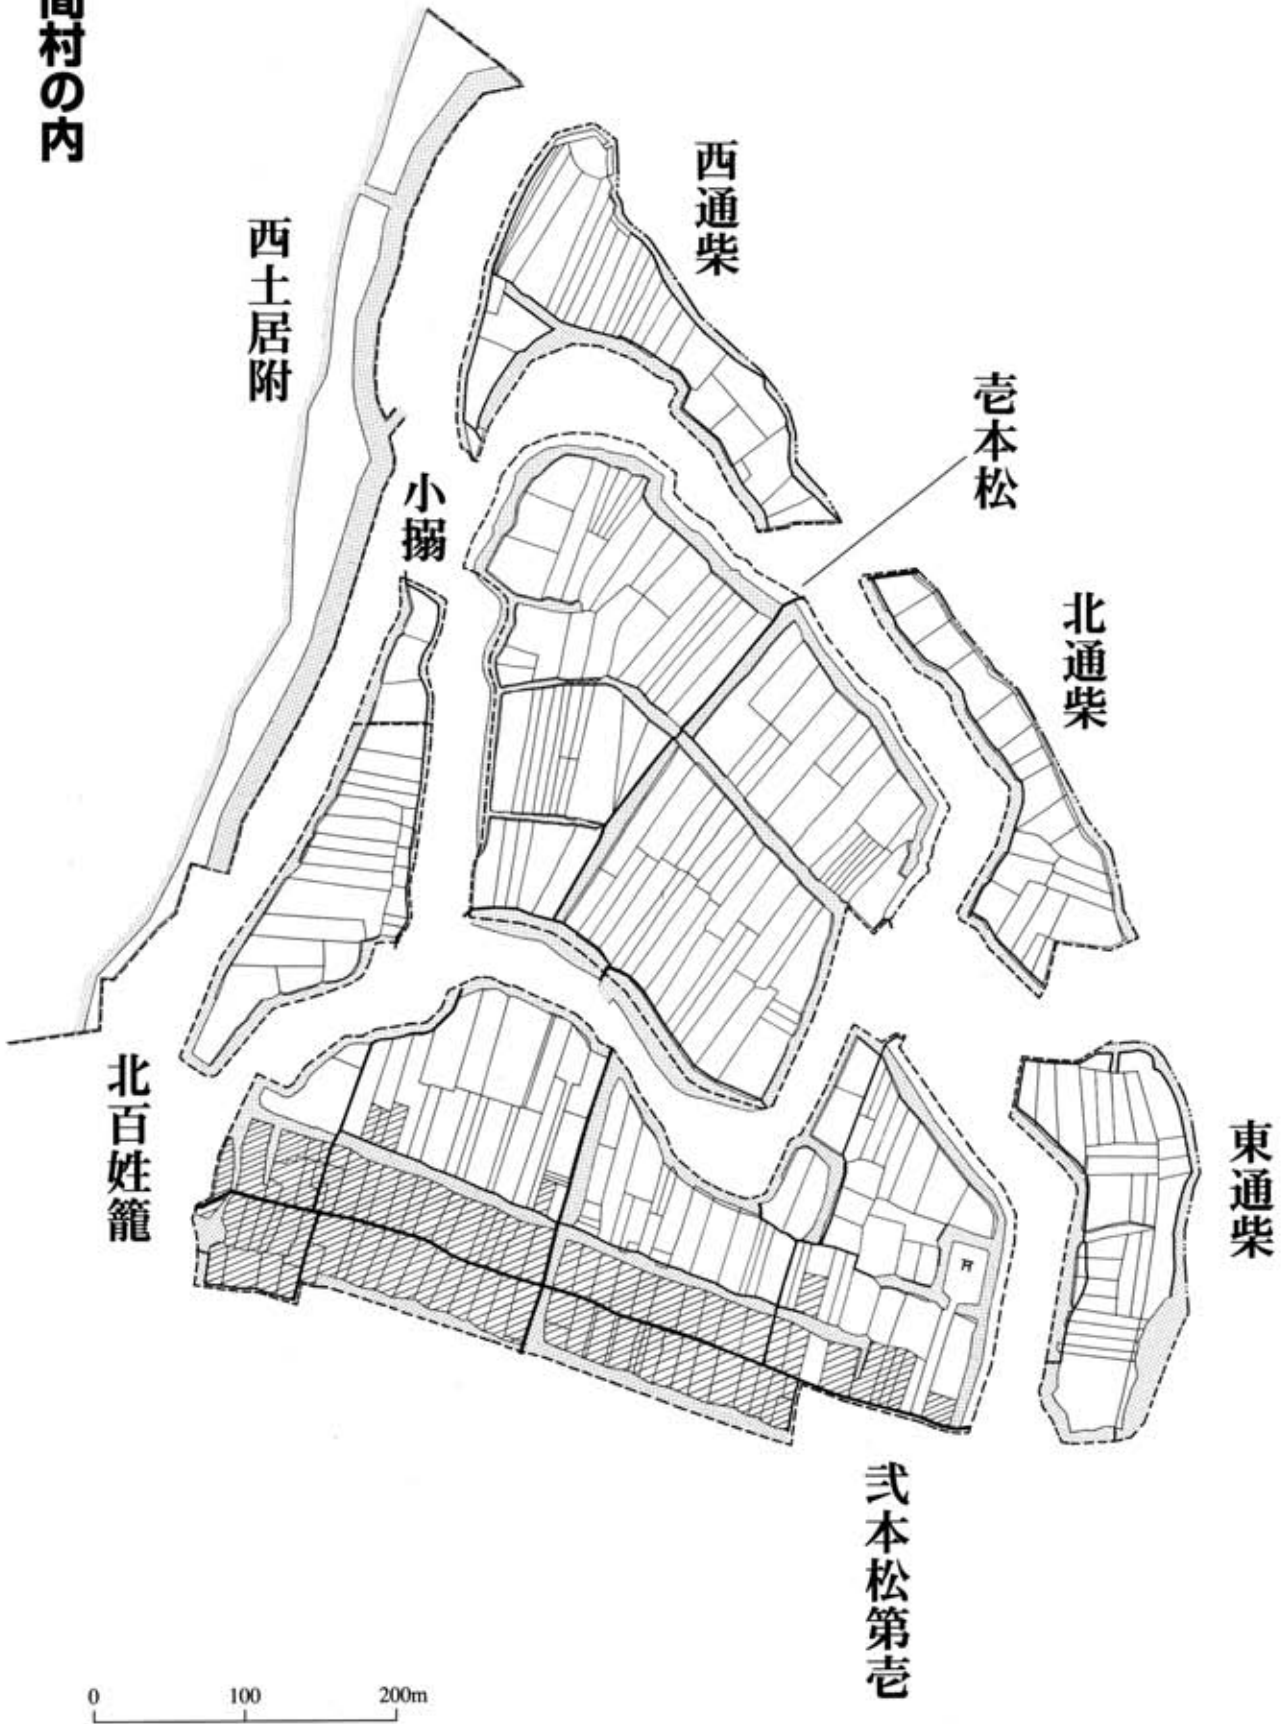 間村の内
西通柴
西土居附
壱本松
小搦
北通柴
北百姓籠
東通柴
弐本松第壱
0 100 200m